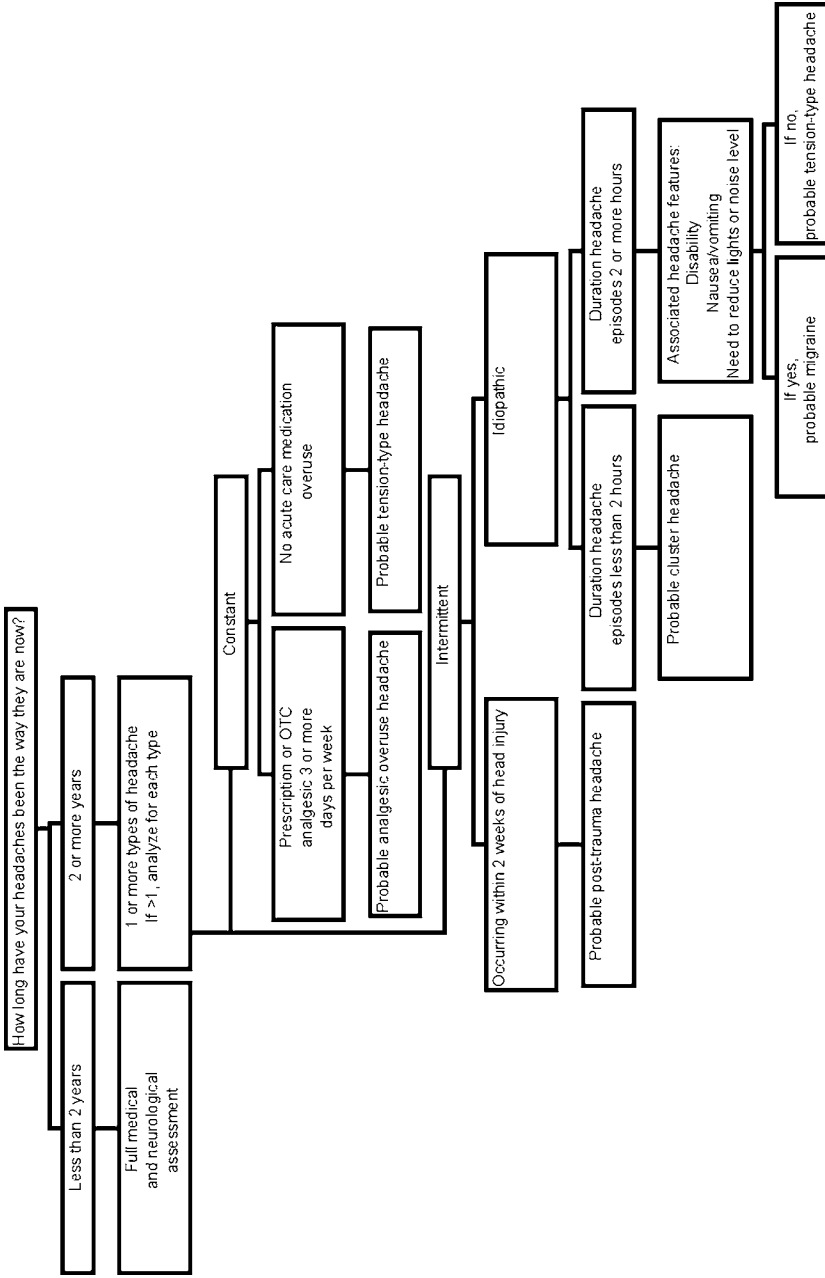 How long have your headaches been the way they are now?
Less than 2 years
2 or more years
Full medical
and neurological
assessment
1 or more types of headache
If >1, analyze for each type
Constant
Prescription or OTC
analgesic 3 or more
days per week
No acute care medication
overuse
Probable analgesic overuse headache
Probable tension-type headache
Intermittent
Occurring within 2 weeks of head injury
Idiopathic
Probable post-trauma headache
Duration headache
episodes less than 2 hours
Duration headache
episodes 2 or more hours
Probable cluster headache
Associated headache features:
Disability
Nausea/vomiting
Need to reduce lights or noise level
If yes,
probable migraine
If no,
probable tension-type headache